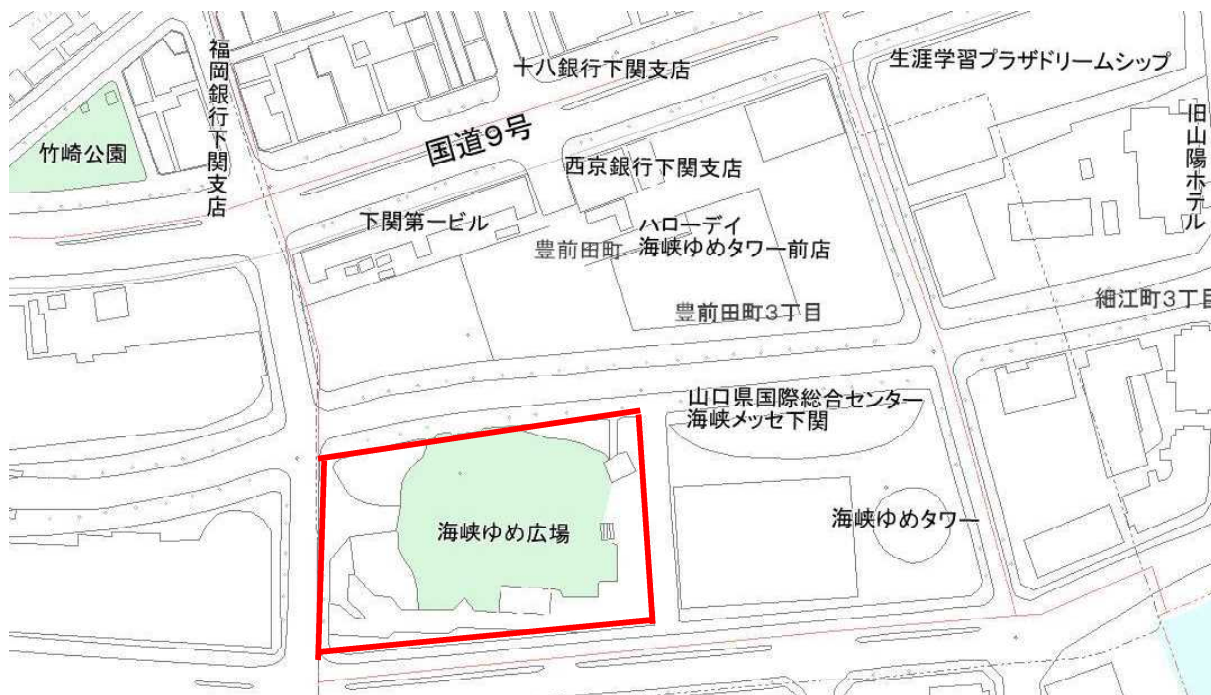 福岡銀行下関支店
十八銀行下関支店
生涯学習プラザドリームシップ
旧山陽ホテル
竹崎公園
国道9号
西京銀行下関支店
下関第一ビル
ハローデイ
海峡ゆめタワー前店
豊前田町
豊前田町3丁目
細江町3丁目
山口県国際総合センター
海峡メッセ下関
海峡ゆめ広場
海峡ゆめタワー